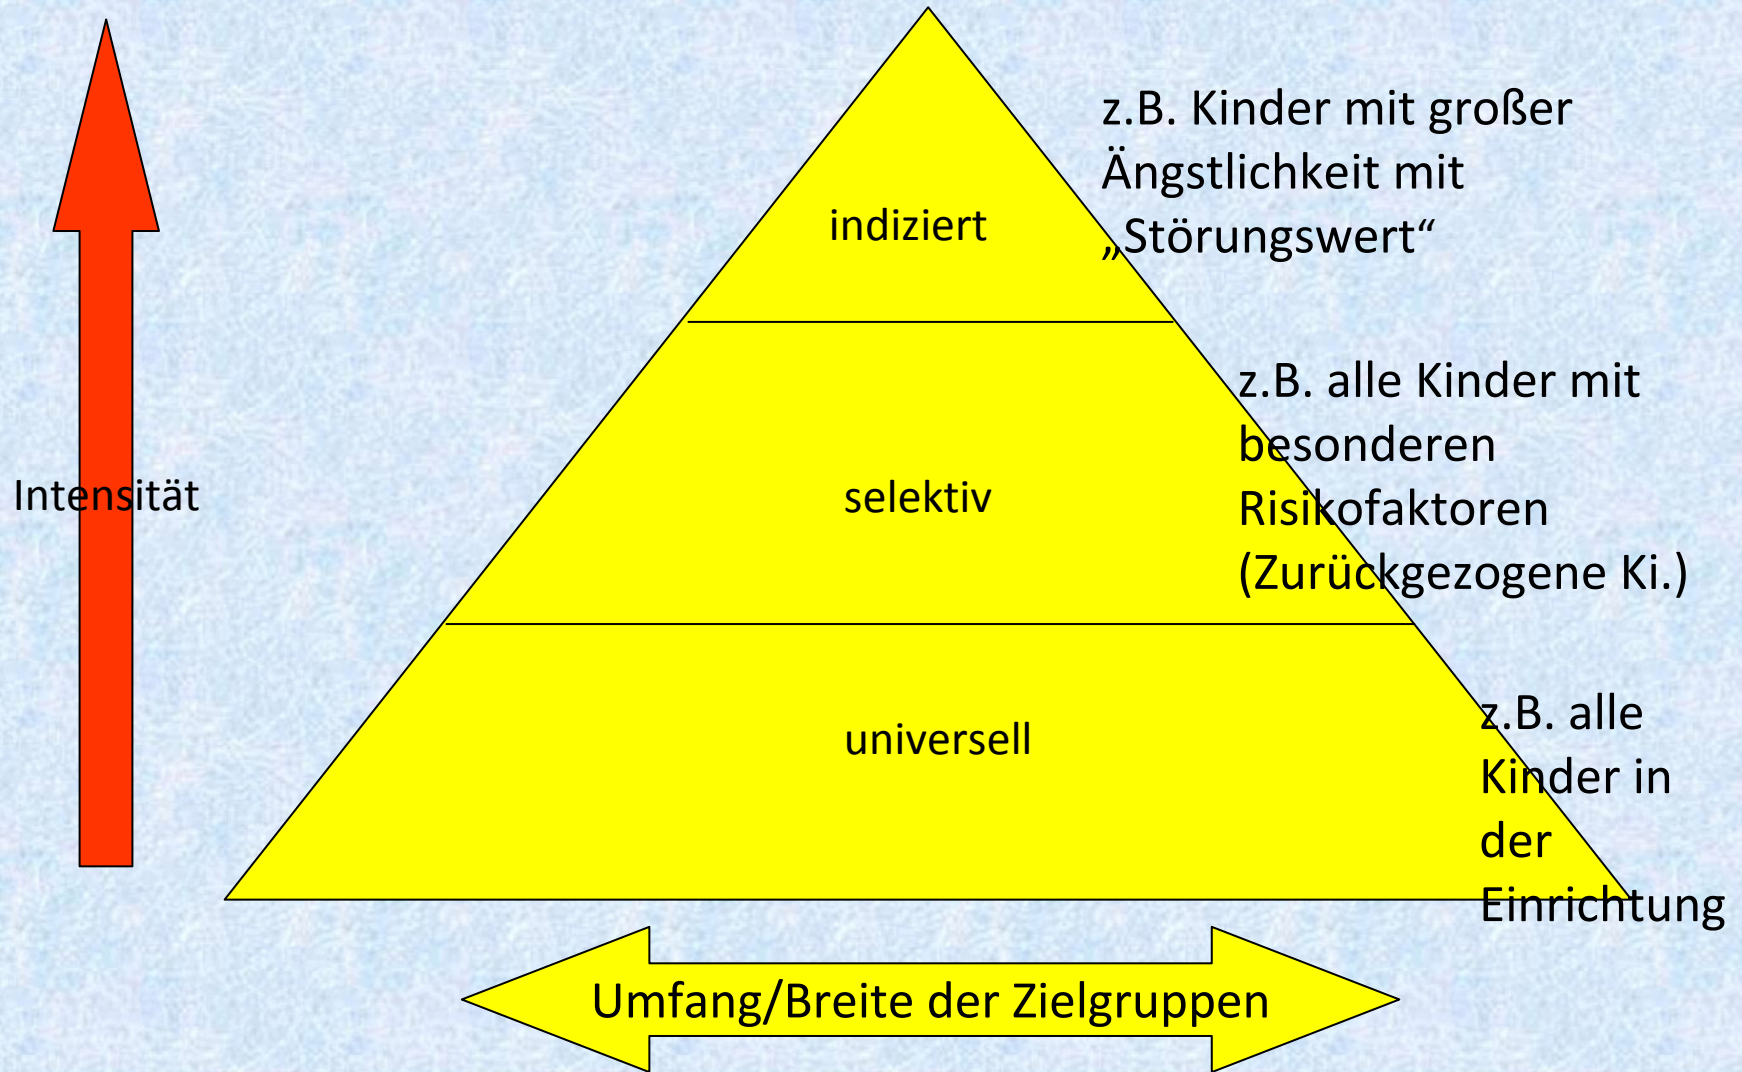 z.B. Kinder mit großer
Ängstlichkeit mit
„Störungswert“
indiziert
z.B. alle Kinder mit
besonderen
Risikofaktoren
(Zurückgezogene Ki.)
Intensität
selektiv
z.B. alle
Kinder in
der
Einrichtung
universell
Umfang/Breite der Zielgruppen